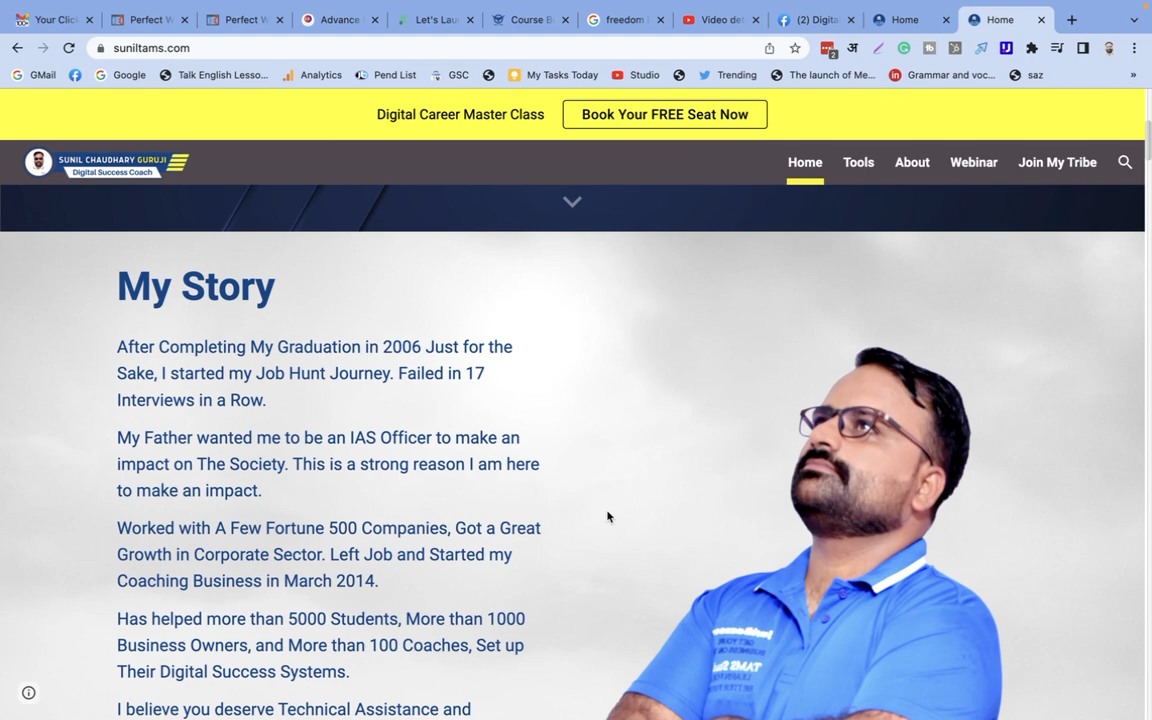 Your Clic
Perfect W
Perfect W
Advance
Let's Lau
Course B
freedom
Video de
(2) Digita
Home
Home
suniltams.com
2
अ
GMail
Google
Talk English Lesso...
Analytics
Pend List
GSC
My Tasks Today
Studio
Trending
The launch of Me...
Grammar and voc...
saz
»
Digital Career Master Class
Book Your FREE Seat Now
SUNIL CHAUDHARY GURUJI
Digital Success Coach
Home
Tools
About
Webinar
Join My Tribe
My Story
After Completing My Graduation in 2006 Just for the
Sake, I started my Job Hunt Journey. Failed in 17
Interviews in a Row.
My Father wanted me to be an IAS Officer to make an
impact on The Society. This is a strong reason I am here
to make an impact.
Worked with A Few Fortune 500 Companies, Got a Great
Growth in Corporate Sector. Left Job and Started my
Coaching Business in March 2014.
Has helped more than 5000 Students, More than 1000
Business Owners, and More than 100 Coaches, Set up
Their Digital Success Systems.
I believe you deserve Technical Assistance and